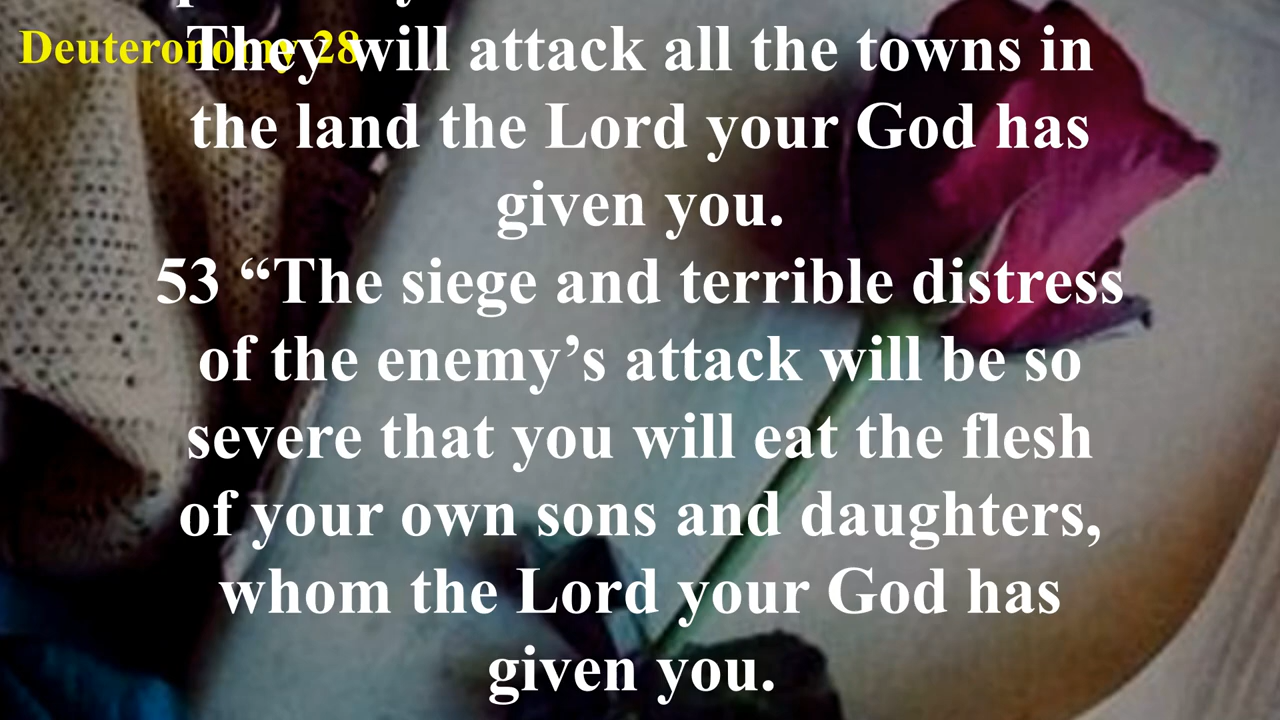 Deuteronomy 28
They will attack all the towns in
the land the Lord your God has
given you.
53 “The siege and terrible distress
of the enemy’s attack will be so
severe that you will eat the flesh
of your own sons and daughters,
whom the Lord your God has
given you.